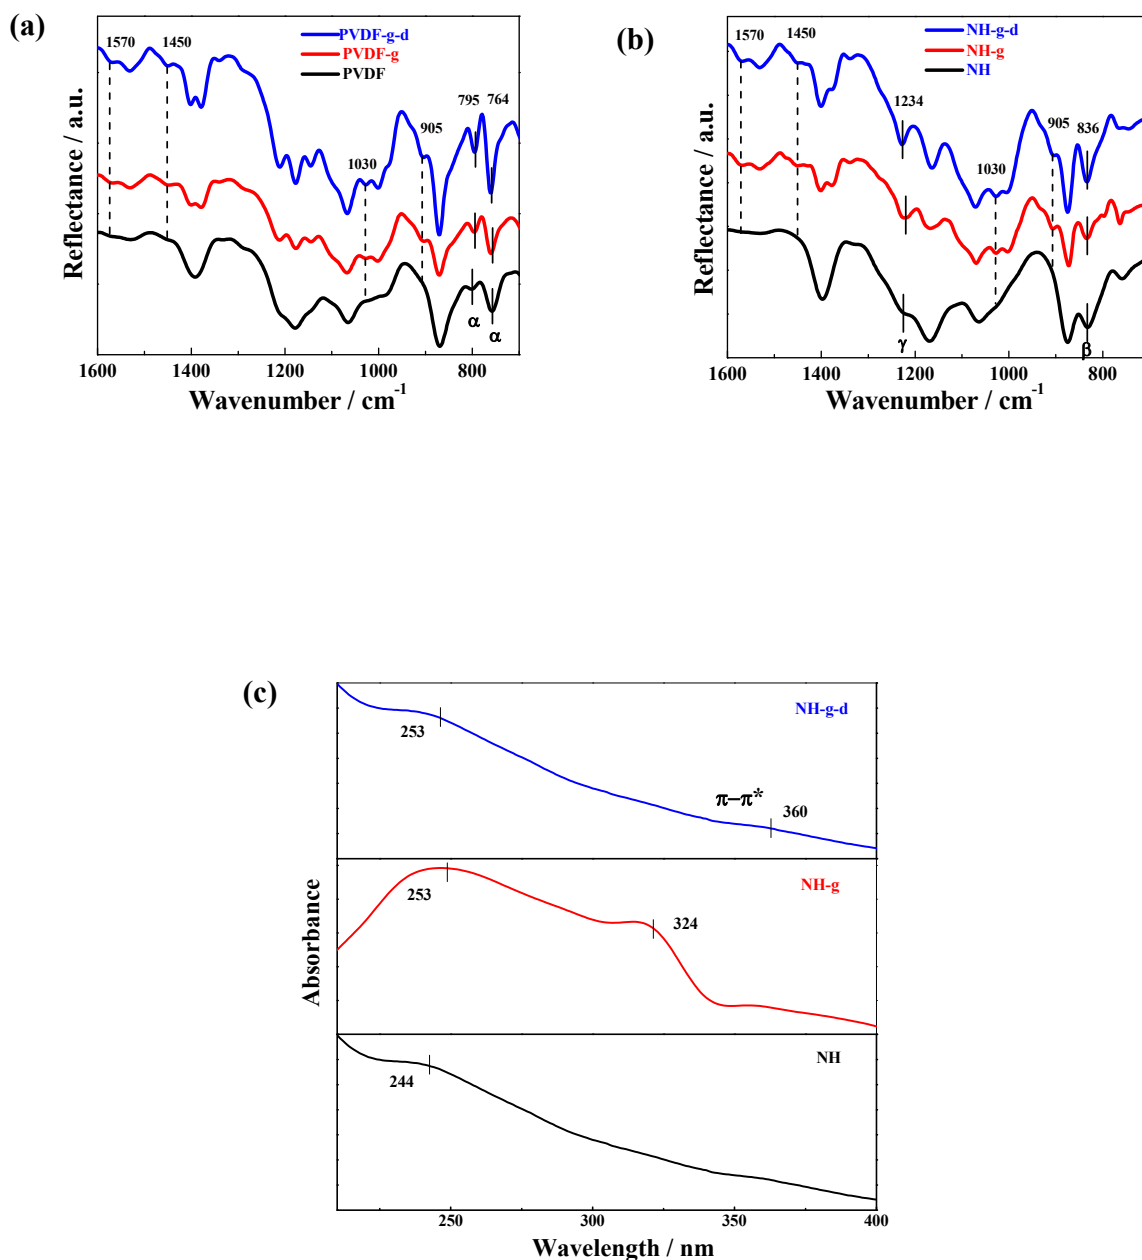 (a)
1570
1450
PVDF-g-d
PVDF-g
PVDF
795
764
905
1030
α
α
Reflectance / a.u.
1600
1400
1200
1000
800
Wavenumber / cm⁻¹
(b)
1570
1450
NH-g-d
NH-g
NH
1234
905
836
1030
γ
β
Reflectance / a.u.
1600
1400
1200
1000
800
Wavenumber / cm⁻¹
(c)
NH-g-d
253
π−π*
360
NH-g
253
324
NH
244
Absorbance
250
300
350
400
Wavelength / nm